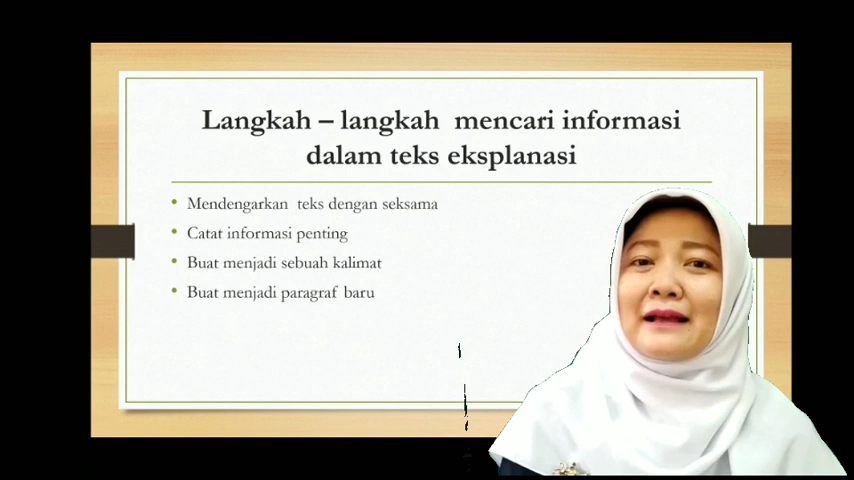 Langkah – langkah mencari informasi
dalam teks eksplanasi
• Mendengarkan teks dengan seksama
• Catat informasi penting
• Buat menjadi sebuah kalimat
• Buat menjadi paragraf baru